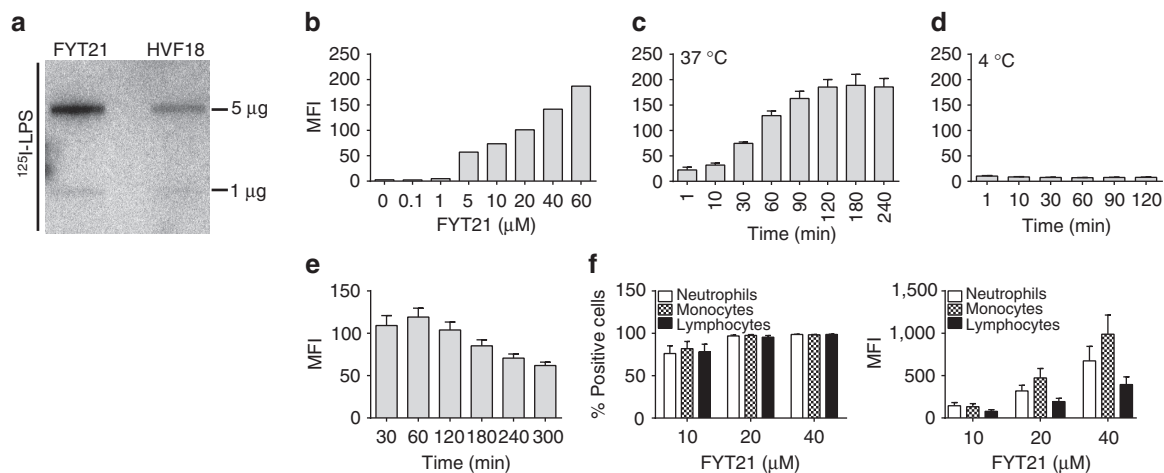 a
FYT21 HVF18
125I-LPS
5 μg
1 μg
b
MFI
250
200
150
100
50
0
0 0.1 1 5 10 20 40 60
FYT21 (μM)
c
37 °C
250
200
150
100
50
0
1 10 30 60 90 120 180 240
Time (min)
d
4 °C
250
200
150
100
50
0
1 10 30 60 90 120
Time (min)
e
MFI
150
100
50
0
30 60 120 180 240 300
Time (min)
f
% Positive cells
150
100
50
0
Neutrophils
Monocytes
Lymphocytes
10 20 40
FYT21 (μM)
MFI
1,500
1,000
500
0
Neutrophils
Monocytes
Lymphocytes
10 20 40
FYT21 (μM)